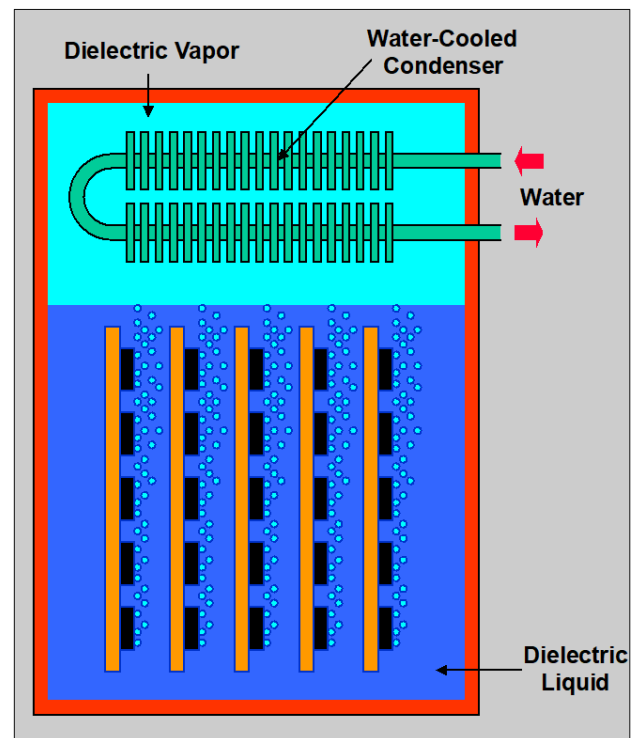 Dielectric Vapor
Water-Cooled
Condenser
Water
Dielectric
Liquid